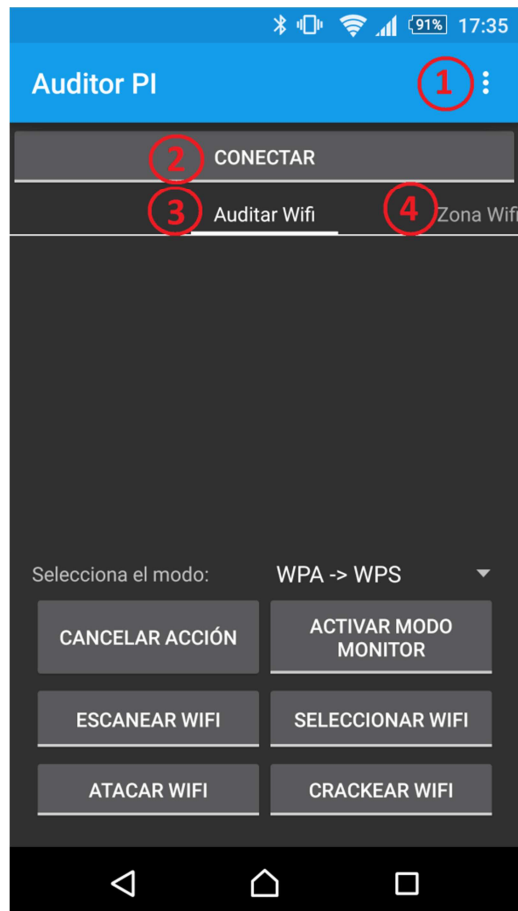 91% 17:35
Auditor PI
1
2 CONECTAR
3 Auditar Wifi 4 Zona Wifi
Selecciona el modo: WPA -> WPS
CANCELAR ACCIÓN
ACTIVAR MODO
MONITOR
ESCANEAR WIFI SELECCIONAR WIFI
ATACAR WIFI CRACKEAR WIFI